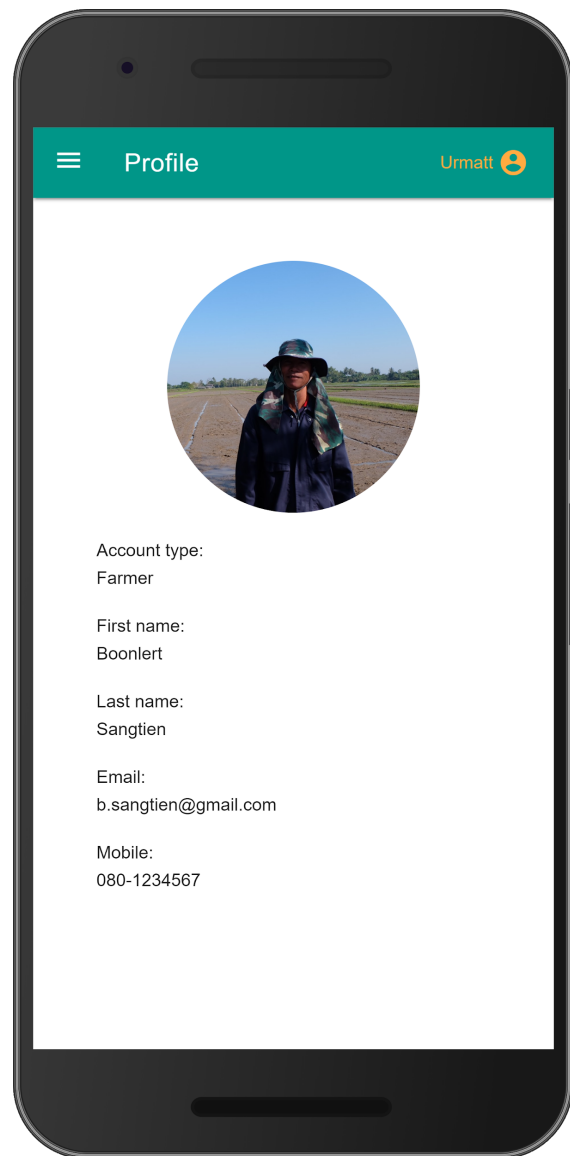 Profile
Urmatt
Account type:
Farmer
First name:
Boonlert
Last name:
Sangtien
Email:
b.sangtien@gmail.com
Mobile:
080-1234567